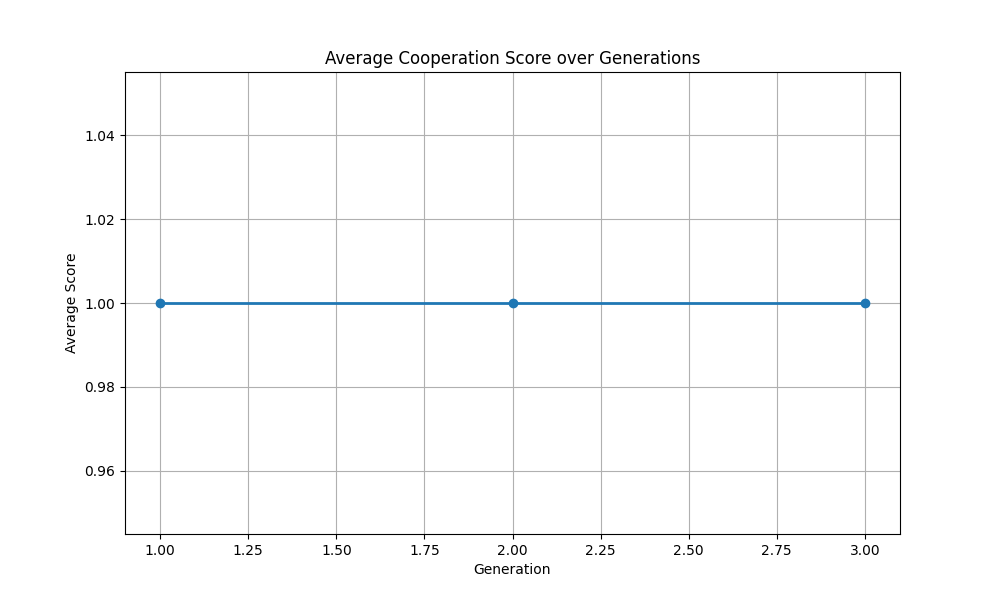 Average Cooperation Score over Generations
1.04
1.02
1.00
0.98
0.96
Average Score
1.00 1.25 1.50 1.75 2.00 2.25 2.50 2.75 3.00
Generation